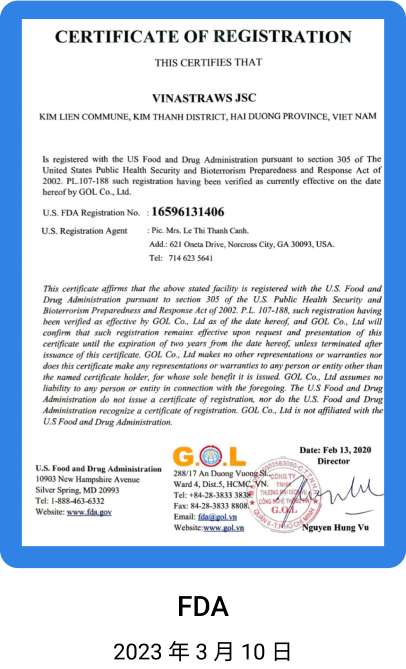 CERTIFICATE OF REGISTRATION
THIS CERTIFIES THAT
VINASTRAWS JSC
KIM LIEN COMMUNE, KIM THANH DISTRICT, HAI DUONG PROVINCE, VIET NAM
Is registered with the US Food and Drug Administration pursuant to section 305 of The
United States Public Health Security and Bioterrorism Preparedness and Response Act of
2002. PL.107-188 such registration having been verified as currently effective on the date
hereof by GOL Co., Ltd.
U.S. FDA Registration No. : 16596131406
U.S. Registration Agent : Pic. Mrs. Le Thi Thanh Canh.
Add.: 621 Oneta Drive, Norcross City, GA 30093, USA.
Tel: 714 623 5641
This certificate affirms that the above stated facility is registered with the U.S. Food and
Drug Administration pursuant to section 305 of the U.S. Public Health Security and
Bioterrorism Preparedness and Response Act of 2002. P.L. 107-188, such registration having
been verified as effective by GOL Co., Ltd as of the date hereof, and GOL Co., Ltd will
confirm that such registration remains effective upon request and presentation of this
certificate until the expiration of two years from the date hereof, unless terminated after
issuance of this certificate. GOL Co., Ltd makes no other representations or warranties nor
does this certificate make any representations or warranties to any person or entity other than
the named certificate holder, for whose sole benefit it is issued. GOL Co., Ltd assumes no
liability to any person or entity in connection with the foregoing. The U.S Food and Drug
Administration do not issue a certificate of registration, nor do the U.S. Food and Drug
Administration recognize a certificate of registration. GOL Co., Ltd is not affiliated with the
U.S Food and Drug Administration.
U.S. Food and Drug Administration
10903 New Hampshire Avenue
Silver Spring, MD 20993
Tel: 1-888-463-6332
Website: www.fda.gov
G.O.L
288/17 An Duong Vuong St.,
Ward 4, Dist.5, HCMC, VN.
Tel: +84-28-3833 3838
Fax: 84-28-3833 8808.
Email: fda@gol.vn
Website:www.gol.vn
CÔNG TY
TNHH
G.O.L
Date: Feb 13, 2020
Director
Nguyen Hung Vu
FDA
2023 年 3 月 10 日